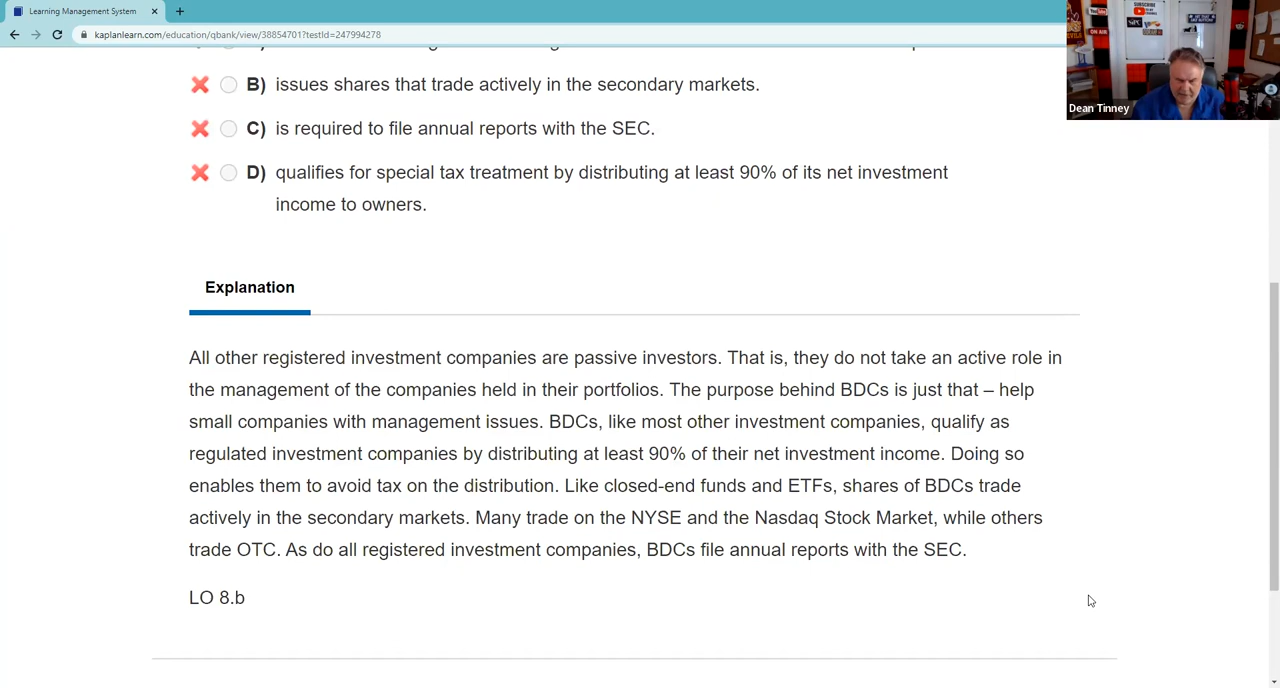 Learning Management System
kaplanlearn.com/education/qbank/view/38854701?testId=247994278
B) issues shares that trade actively in the secondary markets.
C) is required to file annual reports with the SEC.
D) qualifies for special tax treatment by distributing at least 90% of its net investment
income to owners.
Explanation
All other registered investment companies are passive investors. That is, they do not take an active role in
the management of the companies held in their portfolios. The purpose behind BDCs is just that – help
small companies with management issues. BDCs, like most other investment companies, qualify as
regulated investment companies by distributing at least 90% of their net investment income. Doing so
enables them to avoid tax on the distribution. Like closed-end funds and ETFs, shares of BDCs trade
actively in the secondary markets. Many trade on the NYSE and the Nasdaq Stock Market, while others
trade OTC. As do all registered investment companies, BDCs file annual reports with the SEC.
LO 8.b
SUBSCRIBE
ON AIR
Dean Tinney